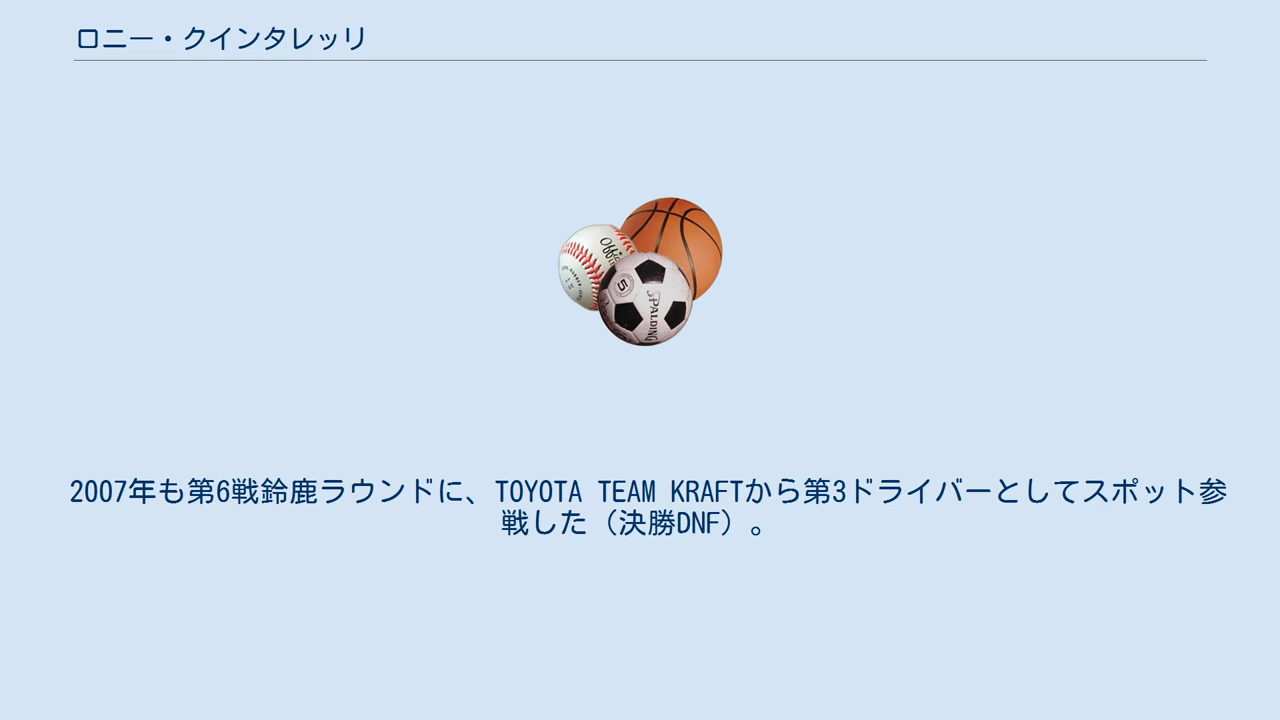 ロニー・クインタレッリ
Offici
5
SPALDING
2007年も第6戦鈴鹿ラウンドに、TOYOTA TEAM KRAFTから第3ドライバーとしてスポット参
戦した（決勝DNF）。